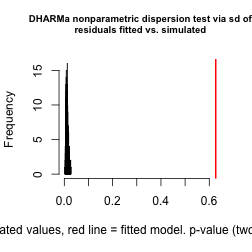 DHARMa nonparametric dispersion test via sd of
residuals fitted vs. simulated
Frequency
15
10
5
0
0.0 0.2 0.4 0.6
ated values, red line = fitted model. p-value (two